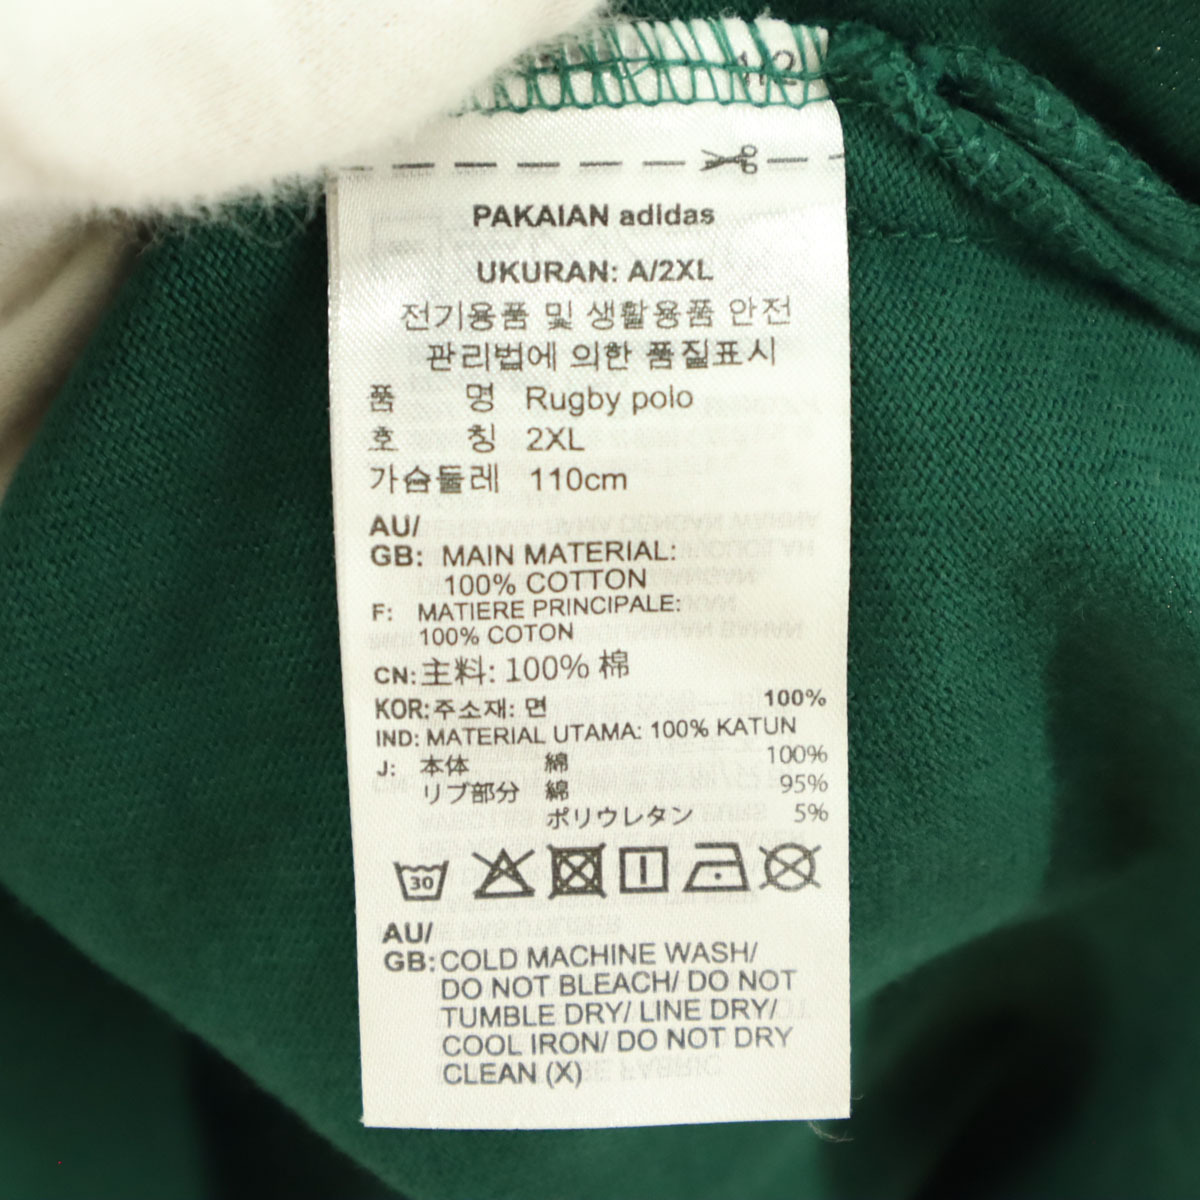 1/2
PAKAIAN adidas
UKURAN: A/2XL
전기용품 및 생활용품 안전
관리법에 의한 품질표시
품 명 Rugby polo
호 칭 2XL
가슴둘레 110cm
AU/
GB: MAIN MATERIAL:
100% COTTON
F: MATIERE PRINCIPALE:
100% COTON
CN: 主料: 100% 棉
KOR: 주소재: 면 100%
IND: MATERIAL UTAMA: 100% KATUN
J: 本体 綿 100%
リブ部分 綿 95%
ポリウレタン 5%
30
AU/
GB: COLD MACHINE WASH/
DO NOT BLEACH/ DO NOT
TUMBLE DRY/ LINE DRY/
COOL IRON/ DO NOT DRY
CLEAN (X)